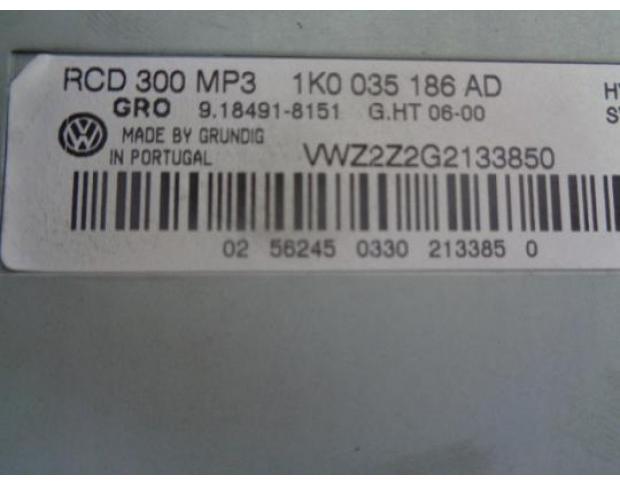 RCD 300 MP3 1K0 035 186 AD
GRO 9.18491-8151 G.HT 06-00
MADE BY GRUNDIG
IN PORTUGAL VWZ2Z2G2133850
02 56245 0330 213385 0